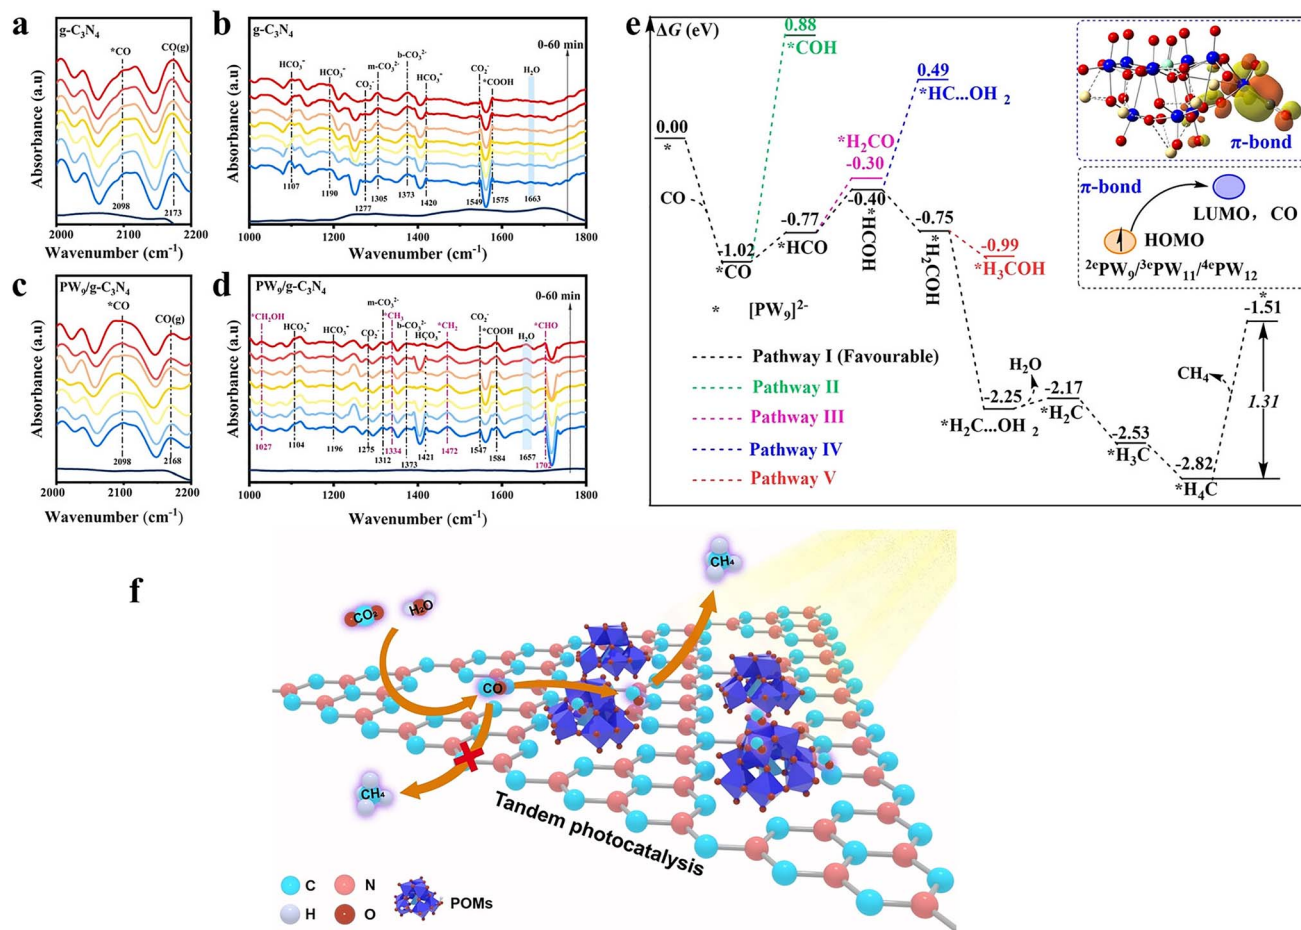 a
g-C₃N₄
*CO
CO(g)
2098
2173
Absorbance (a.u)
2000 2100 2200
Wavenumber (cm⁻¹)
b
g-C₃N₄
0-60 min
HCO₃⁻
HCO₃⁻
CO₂⁻
m-CO₃²⁻
b-CO₃²⁻
HCO₃⁻
CO₂⁻
*COOH
H₂O
1107
1190
1277
1305
1373
1420
1549
1575
1663
Absorbance (a.u)
1000 1200 1400 1600 1800
Wavenumber (cm⁻¹)
c
PW₉/g-C₃N₄
*CO
CO(g)
2098
2168
Absorbance (a.u)
2000 2100 2200
Wavenumber (cm⁻¹)
d
PW₉/g-C₃N₄
0-60 min
*CH₂OH
HCO₃⁻
HCO₃⁻
CO₂⁻
m-CO₃²⁻
*CH₃
b-CO₃²⁻
HCO₃⁻
*CH₂
CO₂⁻
*COOH
H₂O
*CHO
1027
1104
1196
1275
1312
1334
1373
1421
1472
1547
1584
1657
1702
Absorbance (a.u)
1000 1200 1400 1600 1800
Wavenumber (cm⁻¹)
e
ΔG (eV)
0.00
*
CO
-1.02
*CO
0.88
*COH
-0.77
*HCO
*H₂CO
-0.30
-0.40
*HCOH
0.49
*HC...OH ₂
-0.75
*H₂COH
-0.99
*H₃COH
-2.25
*H₂C...OH ₂
H₂O
-2.17
*H₂C
-2.53
*H₃C
-2.82
*H₄C
CH₄
*
-1.51
1.31
* [PW₉]²⁻
Pathway I (Favourable)
Pathway II
Pathway III
Pathway IV
Pathway V
π-bond
π-bond
LUMO, CO
HOMO
²ᵉPW₉/³ᵉPW₁₁/⁴ᵉPW₁₂
f
CO₂
H₂O
CO
CH₄
CH₄
Tandem photocatalysis
C
N
H
O
POMs